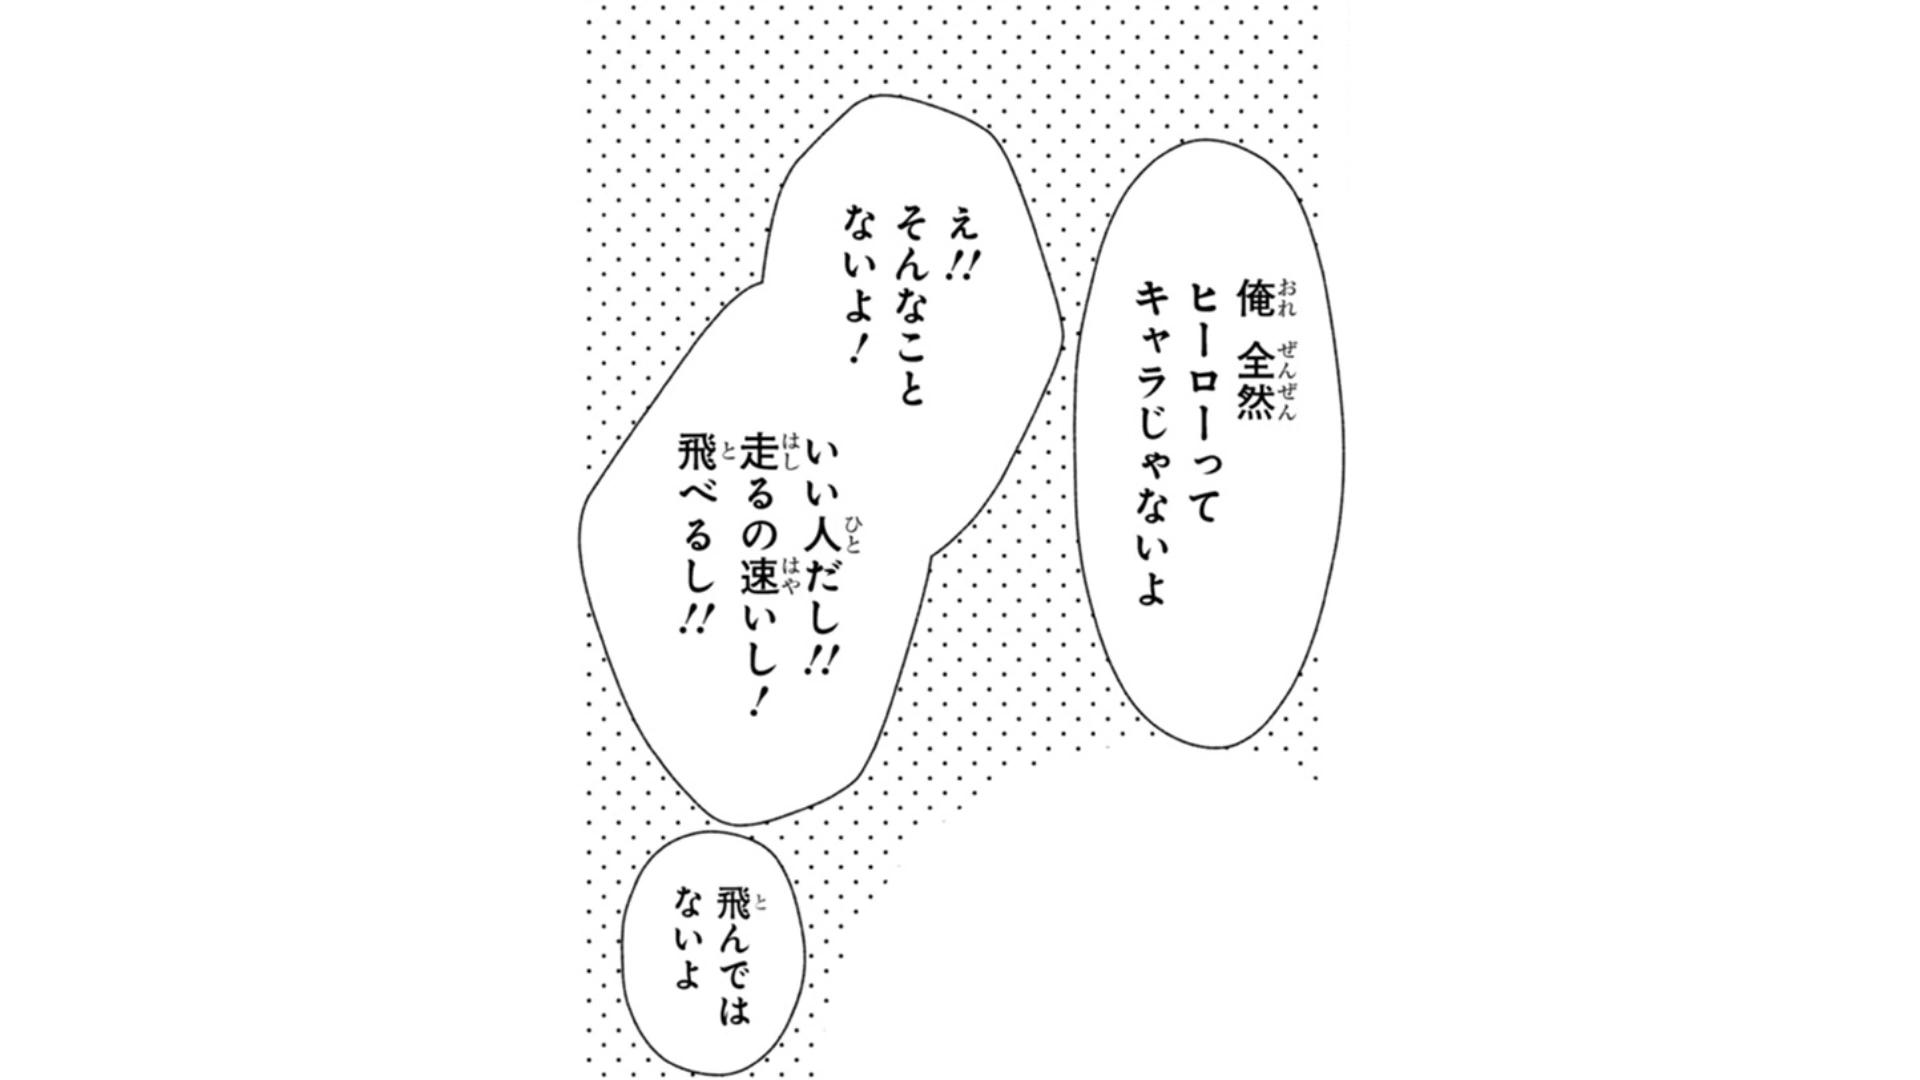 俺 全然
ヒーローって
キャラじゃないよ
え!!
そんなこと
ないよ！
いい人だし!!
走るの速いし！
飛べるし!!
飛んでは
ないよ